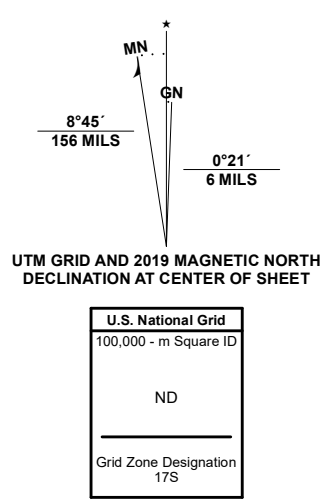 ★
MN
GN
8°45´
156 MILS
0°21´
6 MILS
UTM GRID AND 2019 MAGNETIC NORTH
DECLINATION AT CENTER OF SHEET
U.S. National Grid
100,000 - m Square ID
ND
Grid Zone Designation
17S